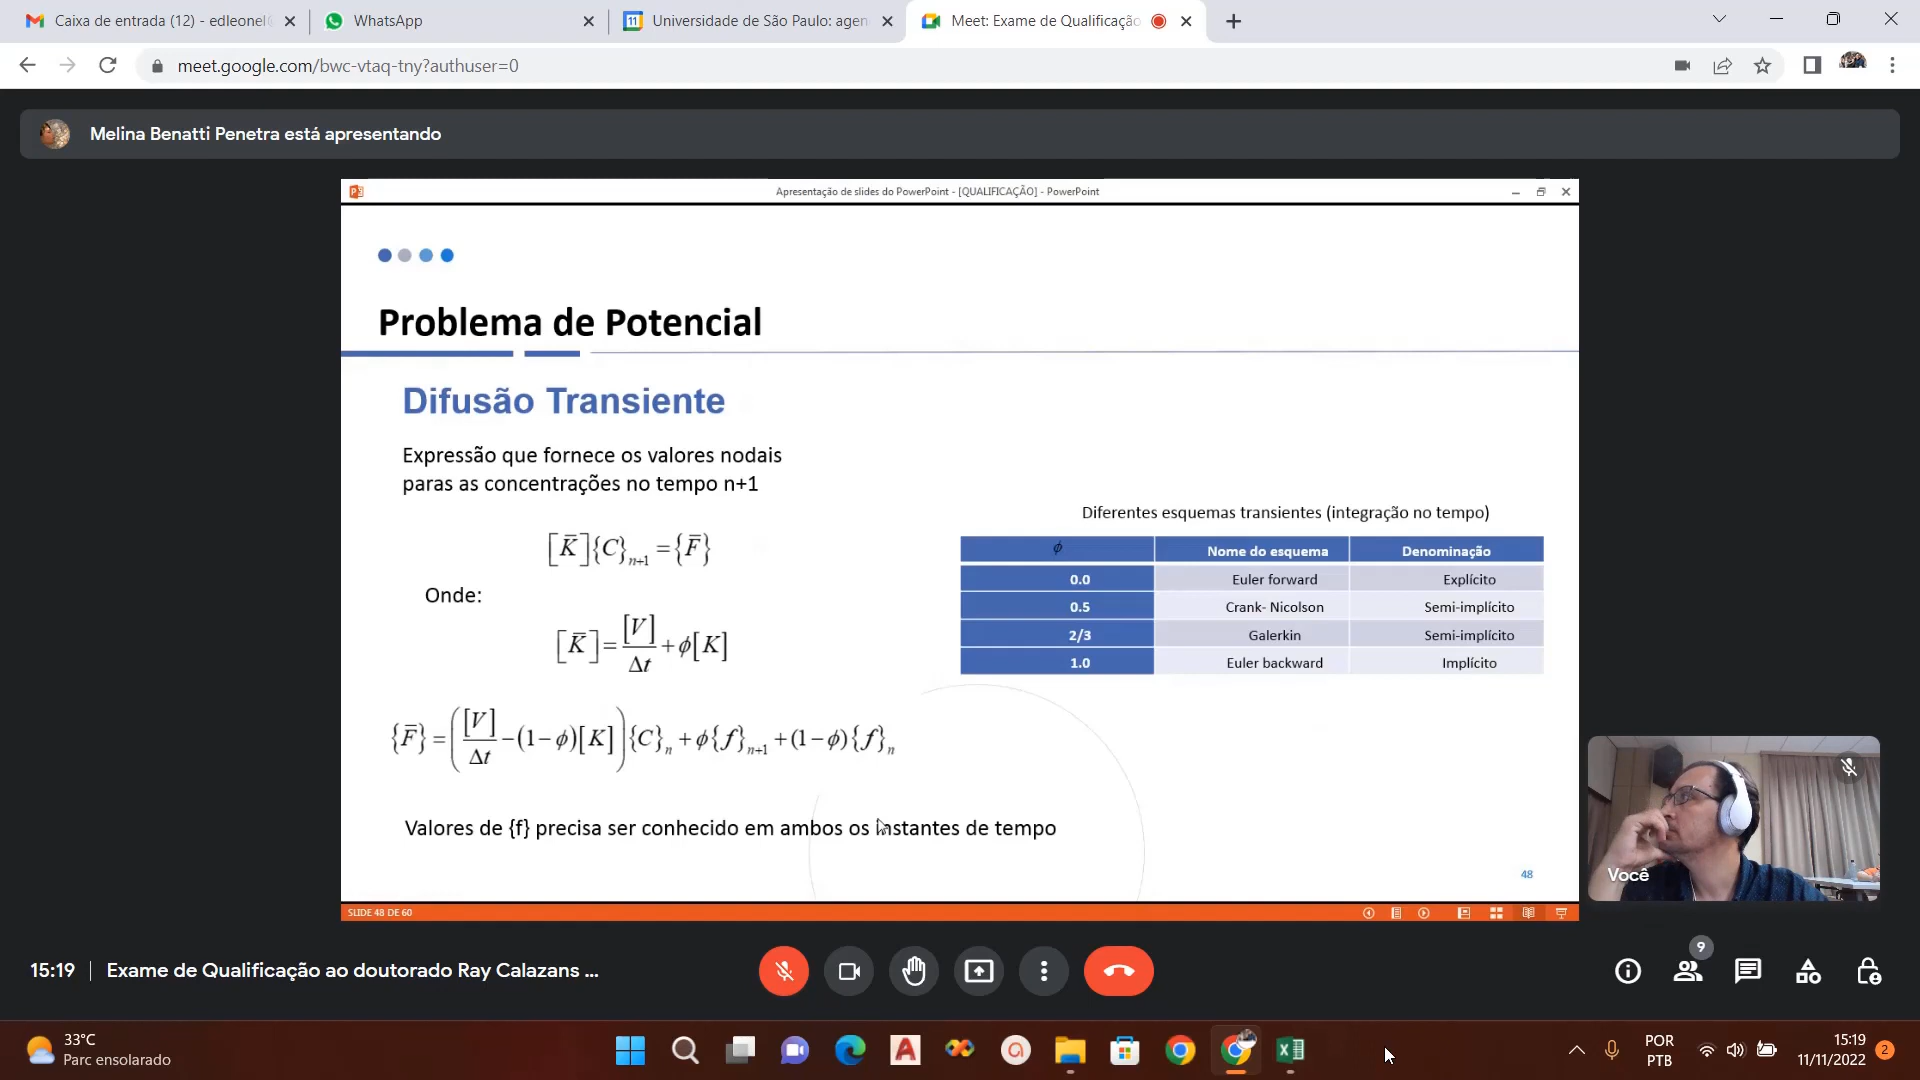 Caixa de entrada (12) - edleonel@
WhatsApp
Universidade de São Paulo: agen
Meet: Exame de Qualificação
meet.google.com/bwc-vtaq-tny?authuser=0
Melina Benatti Penetra está apresentando
Apresentação de slides do PowerPoint - [QUALIFICAÇÃO] - PowerPoint
Problema de Potencial
Difusão Transiente
Expressão que fornece os valores nodais
paras as concentrações no tempo n+1
[K̄]{C}ₙ₊₁ = {F̄}
Onde:
[K̄] = [V]/Δt + ϕ[K]
{F̄} = ([V]/Δt − (1−ϕ)[K]){C}ₙ + ϕ{f}ₙ₊₁ + (1−ϕ){f}ₙ
Valores de {f} precisa ser conhecido em ambos os instantes de tempo
Diferentes esquemas transientes (integração no tempo)
ϕ Nome do esquema Denominação
0.0 Euler forward Explícito
0.5 Crank- Nicolson Semi-implícito
2/3 Galerkin Semi-implícito
1.0 Euler backward Implícito
48
SLIDE 48 DE 60
Você
15:19 | Exame de Qualificação ao doutorado Ray Calazans ...
9
33°C
Parc ensolarado
POR
PTB
15:19
11/11/2022
2